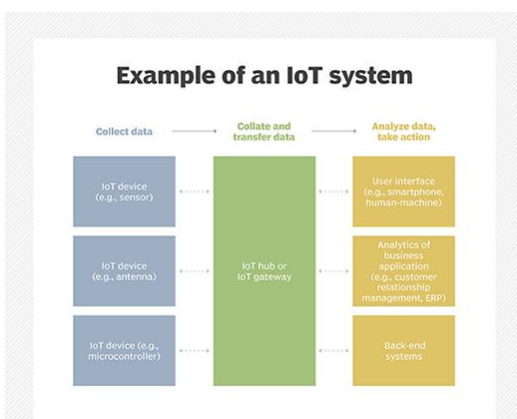 Example of an IoT system
Collect data
Collate and
transfer data
Analyze data,
take action
IoT device
(e.g., sensor)
IoT device
(e.g., antenna)
IoT device (e.g.,
microcontroller)
IoT hub or
IoT gateway
User interface
(e.g., smartphone,
human-machine)
Analytics of
business
application
(e.g., customer
relationship
management, ERP)
Back-end
systems